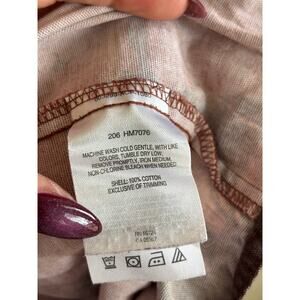 206 HM7076
MACHINE WASH COLD GENTLE, WITH LIKE
COLORS, TUMBLE DRY LOW,
REMOVE PROMPTLY, IRON MEDIUM,
NON-CHLORINE BLEACH WHEN NEEDED.
SHELL: 100% COTTON
EXCLUSIVE OF TRIMMING